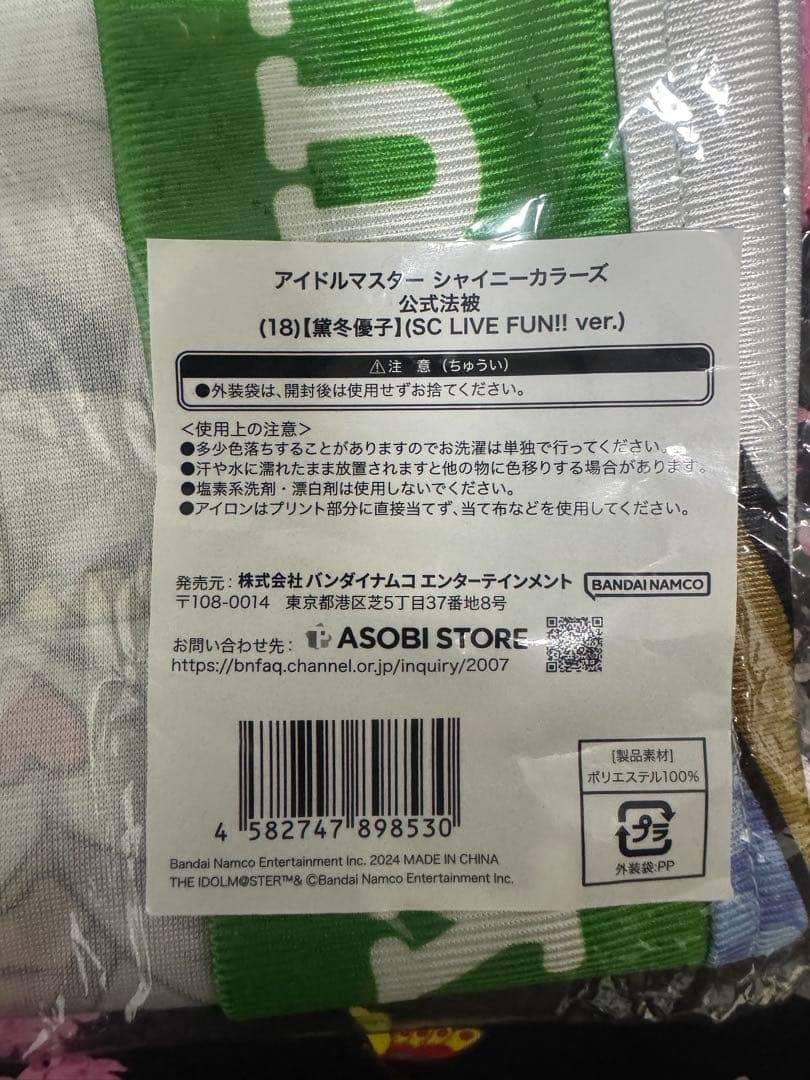 アイドルマスター シャイニーカラーズ
公式法被
(18)【黛冬優子】(SC LIVE FUN!! ver.)
⚠注 意（ちゅうい）
●外装袋は、開封後は使用せずお捨てください。
＜使用上の注意＞
●多少色落ちすることがありますのでお洗濯は単独で行ってください。
●汗や水に濡れたまま放置されますと他の物に色移りする場合があります。
●塩素系洗剤・漂白剤は使用しないでください。
●アイロンはプリント部分に直接当てず、当て布などを使用してください。
発売元：株式会社 バンダイナムコ エンターテインメント
BANDAI NAMCO
〒108-0014 東京都港区芝5丁目37番地8号
お問い合わせ先： ASOBI STORE
https://bnfaq.channel.or.jp/inquiry/2007
4 582747 898530
[製品素材]
ポリエステル100%
プラ
外装袋:PP
Bandai Namco Entertainment Inc. 2024 MADE IN CHINA
THE IDOLM@STER™& ©Bandai Namco Entertainment Inc.